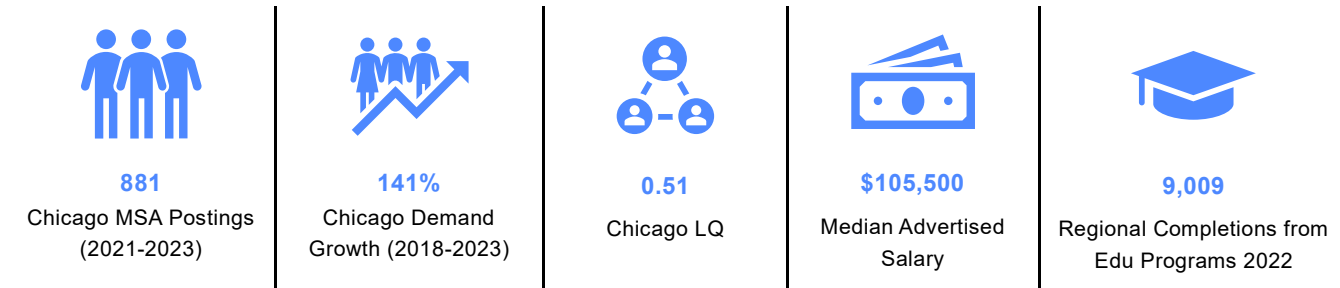 881
Chicago MSA Postings
(2021-2023)
141%
Chicago Demand
Growth (2018-2023)
0.51
Chicago LQ
$105,500
Median Advertised
Salary
9,009
Regional Completions from
Edu Programs 2022